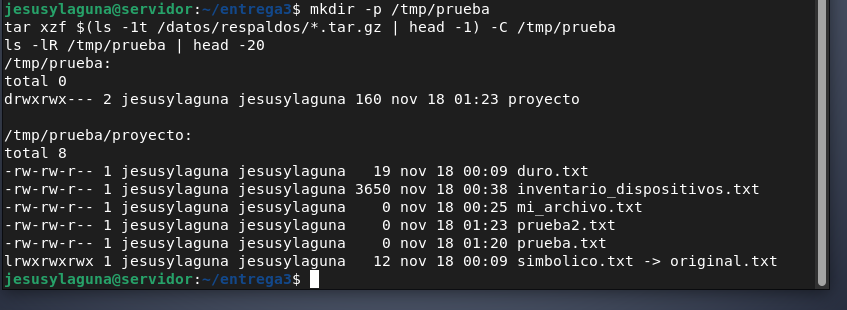 jesusylaguna@servidor:~/entrega3$ mkdir -p /tmp/prueba
tar xzf $(ls -1t /datos/respaldos/*.tar.gz | head -1) -C /tmp/prueba
ls -lR /tmp/prueba | head -20
/tmp/prueba:
total 0
drwxrwx--- 2 jesusylaguna jesusylaguna 160 nov 18 01:23 proyecto

/tmp/prueba/proyecto:
total 8
-rw-rw-r-- 1 jesusylaguna jesusylaguna   19 nov 18 00:09 duro.txt
-rw-rw-r-- 1 jesusylaguna jesusylaguna 3650 nov 18 00:38 inventario_dispositivos.txt
-rw-rw-r-- 1 jesusylaguna jesusylaguna    0 nov 18 00:25 mi_archivo.txt
-rw-rw-r-- 1 jesusylaguna jesusylaguna    0 nov 18 01:23 prueba2.txt
-rw-rw-r-- 1 jesusylaguna jesusylaguna    0 nov 18 01:20 prueba.txt
lrwxrwxrwx 1 jesusylaguna jesusylaguna   12 nov 18 00:09 simbolico.txt -> original.txt
jesusylaguna@servidor:~/entrega3$